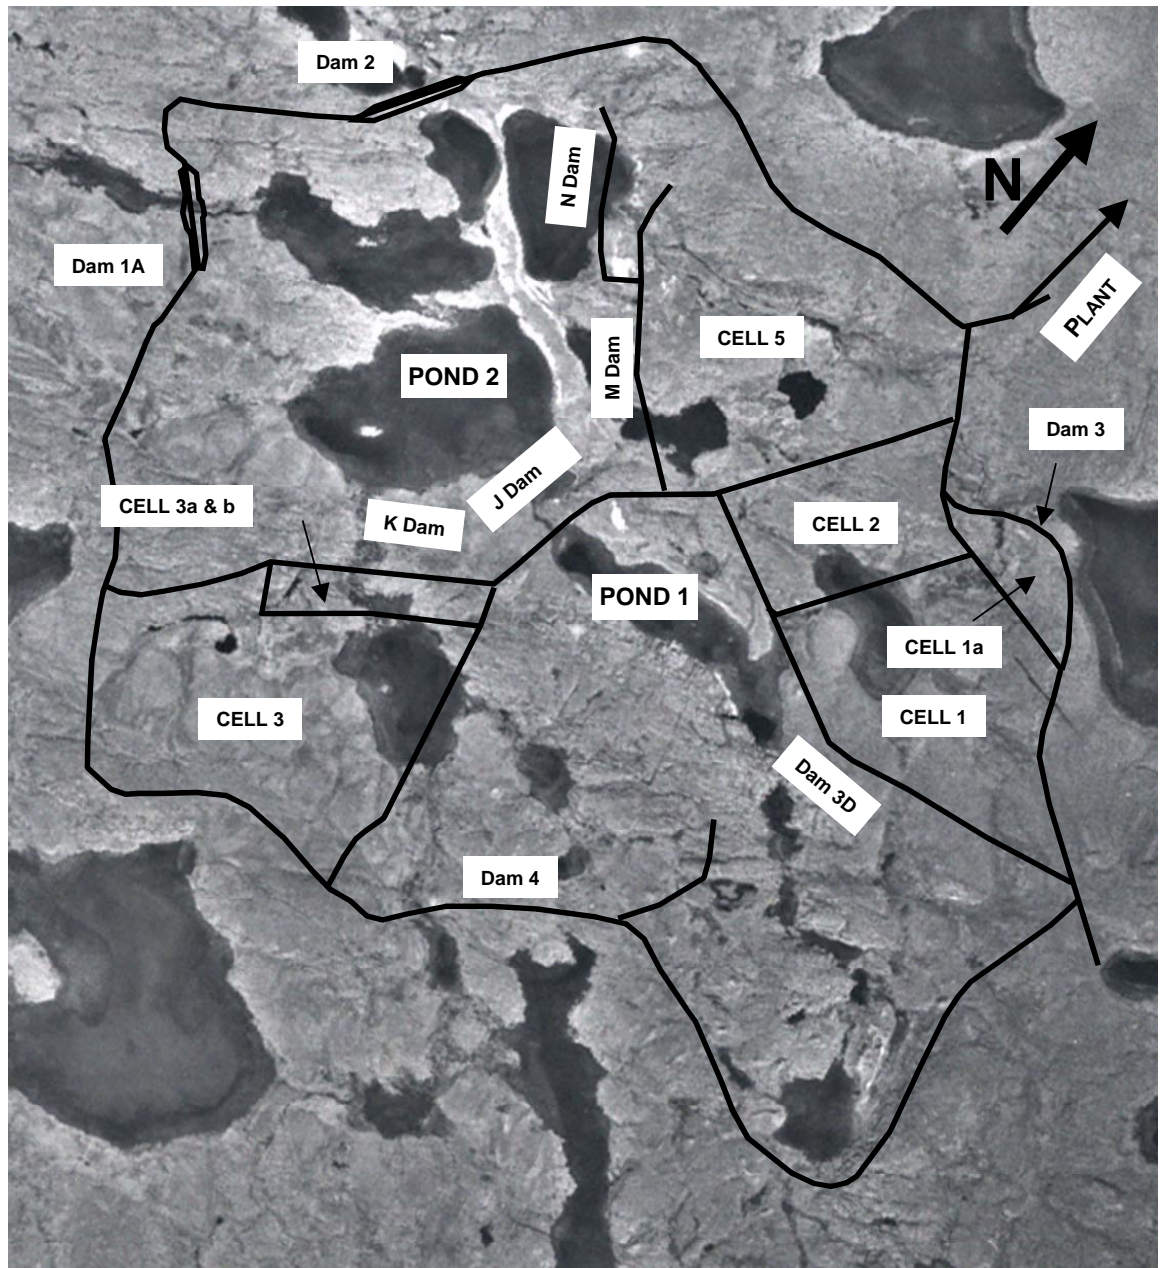 Dam 2
N Dam
N
Dam 1A
PLANT
CELL 5
M Dam
POND 2
Dam 3
J Dam
CELL 3a & b
K Dam
CELL 2
POND 1
CELL 1a
CELL 3
CELL 1
Dam 3D
Dam 4